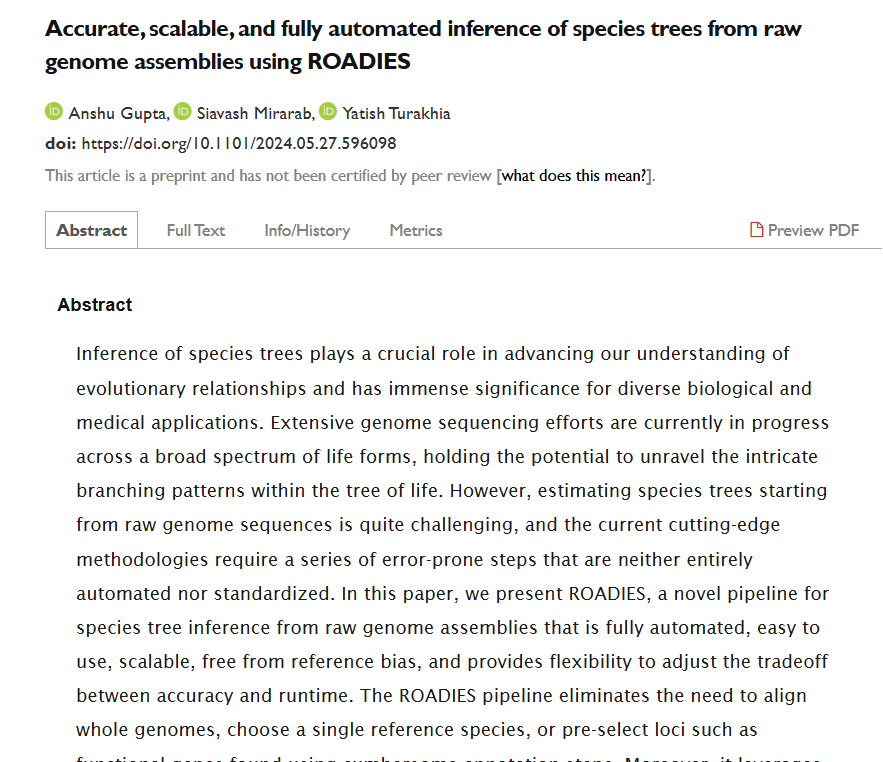 Accurate, scalable, and fully automated inference of species trees from raw
genome assemblies using ROADIES
iD Anshu Gupta, iD Siavash Mirarab, iD Yatish Turakhia
doi: https://doi.org/10.1101/2024.05.27.596098
This article is a preprint and has not been certified by peer review [what does this mean?].
Abstract Full Text Info/History Metrics Preview PDF
Abstract
Inference of species trees plays a crucial role in advancing our understanding of
evolutionary relationships and has immense significance for diverse biological and
medical applications. Extensive genome sequencing efforts are currently in progress
across a broad spectrum of life forms, holding the potential to unravel the intricate
branching patterns within the tree of life. However, estimating species trees starting
from raw genome sequences is quite challenging, and the current cutting-edge
methodologies require a series of error-prone steps that are neither entirely
automated nor standardized. In this paper, we present ROADIES, a novel pipeline for
species tree inference from raw genome assemblies that is fully automated, easy to
use, scalable, free from reference bias, and provides flexibility to adjust the tradeoff
between accuracy and runtime. The ROADIES pipeline eliminates the need to align
whole genomes, choose a single reference species, or pre-select loci such as